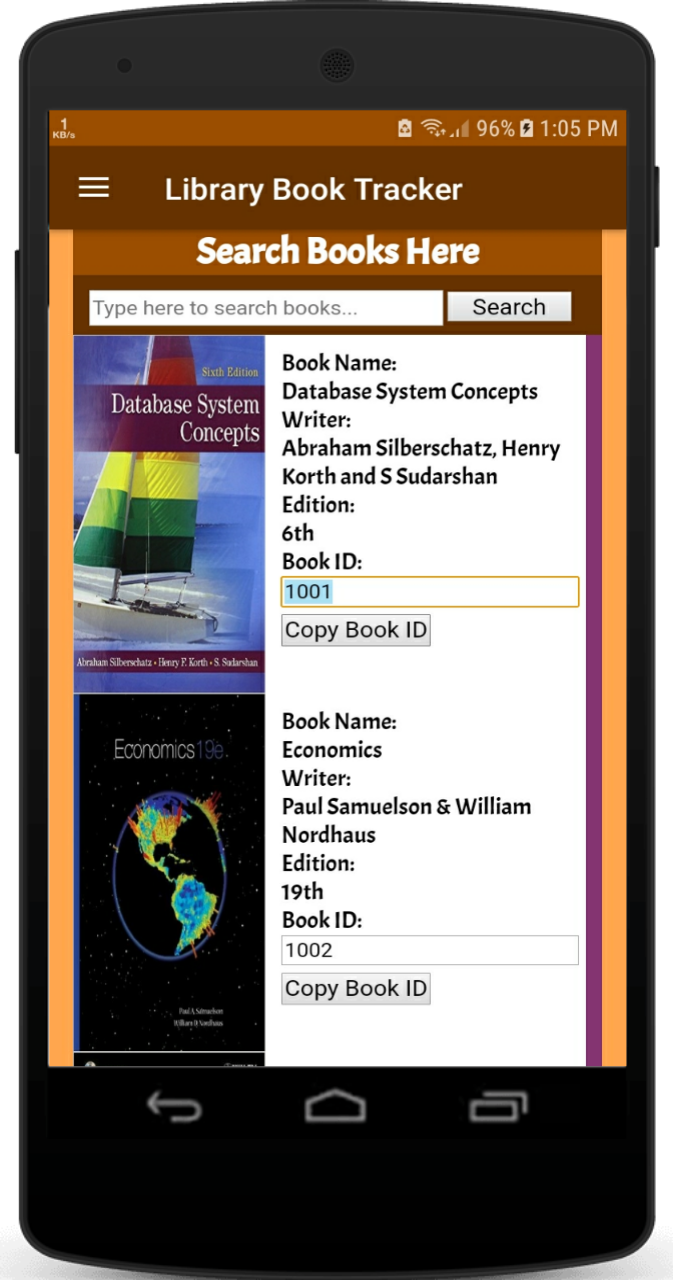 1
KB/s
96% 1:05 PM
Library Book Tracker
Search Books Here
Type here to search books... Search
Sixth Edition
Database System
Concepts
Abraham Silberschatz • Henry F. Korth • S. Sudarshan
Book Name:
Database System Concepts
Writer:
Abraham Silberschatz, Henry
Korth and S Sudarshan
Edition:
6th
Book ID:
1001
Copy Book ID
Economics 19e
Paul A Samuelson
William D Nordhaus
Book Name:
Economics
Writer:
Paul Samuelson & William
Nordhaus
Edition:
19th
Book ID:
1002
Copy Book ID